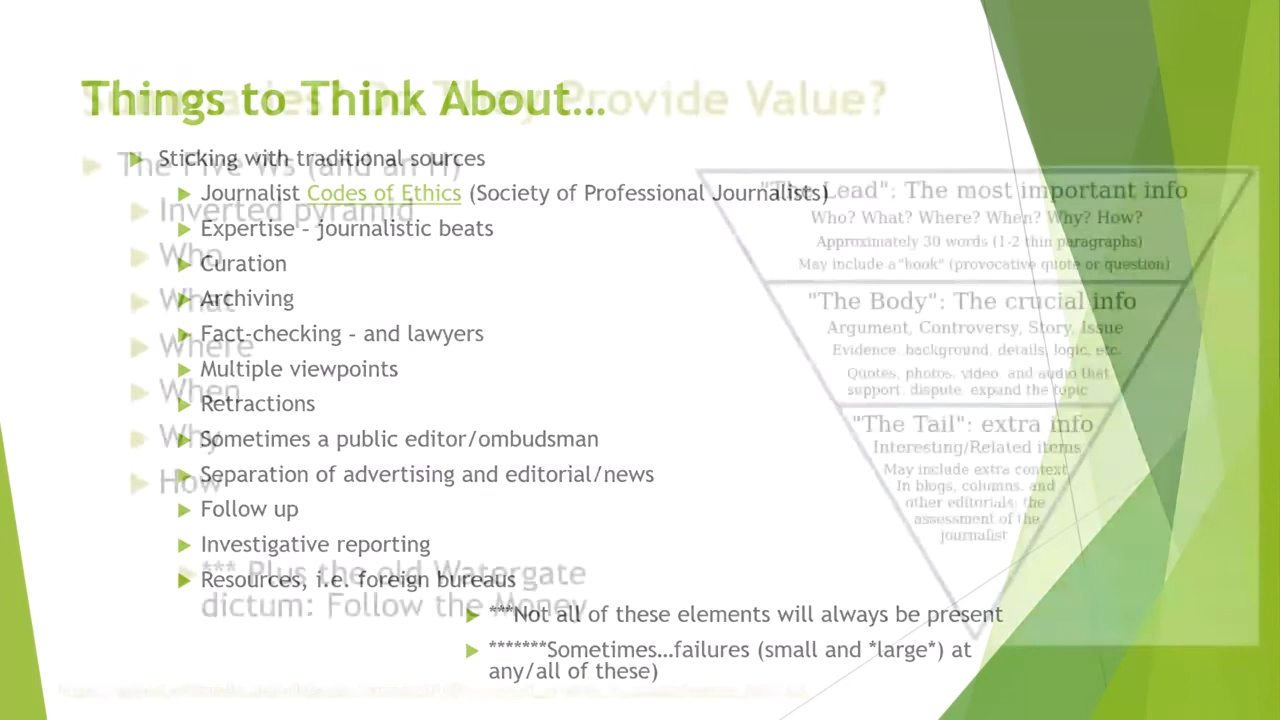 Things to Think About…
Do They Provide Value?
Sticking with traditional sources
Journalist Codes of Ethics (Society of Professional Journalists)
Expertise – journalistic beats
Curation
Archiving
Fact-checking - and lawyers
Multiple viewpoints
Retractions
Sometimes a public editor/ombudsman
Separation of advertising and editorial/news
Follow up
Investigative reporting
Resources, i.e. foreign bureaus
***Not all of these elements will always be present
*******Sometimes…failures (small and *large*) at
any/all of these)
The Five Ws (and an H)
Inverted pyramid
Who
What
Where
When
Why
How
*** Plus the old Watergate
dictum: Follow the Money
"The Lead": The most important info
Who? What? Where? When? Why? How?
Approximately 30 words (1-2 thin paragraphs)
May include a "hook" (provocative quote or question)
"The Body": The crucial info
Argument, Controversy, Story, Issue
Evidence, background, details, logic, etc.
Quotes, photos, video, and audio that
support, dispute, expand the topic
"The Tail": extra info
Interesting/Related items
May include extra context
In blogs, columns, and
other editorials: the
assessment of the
journalist